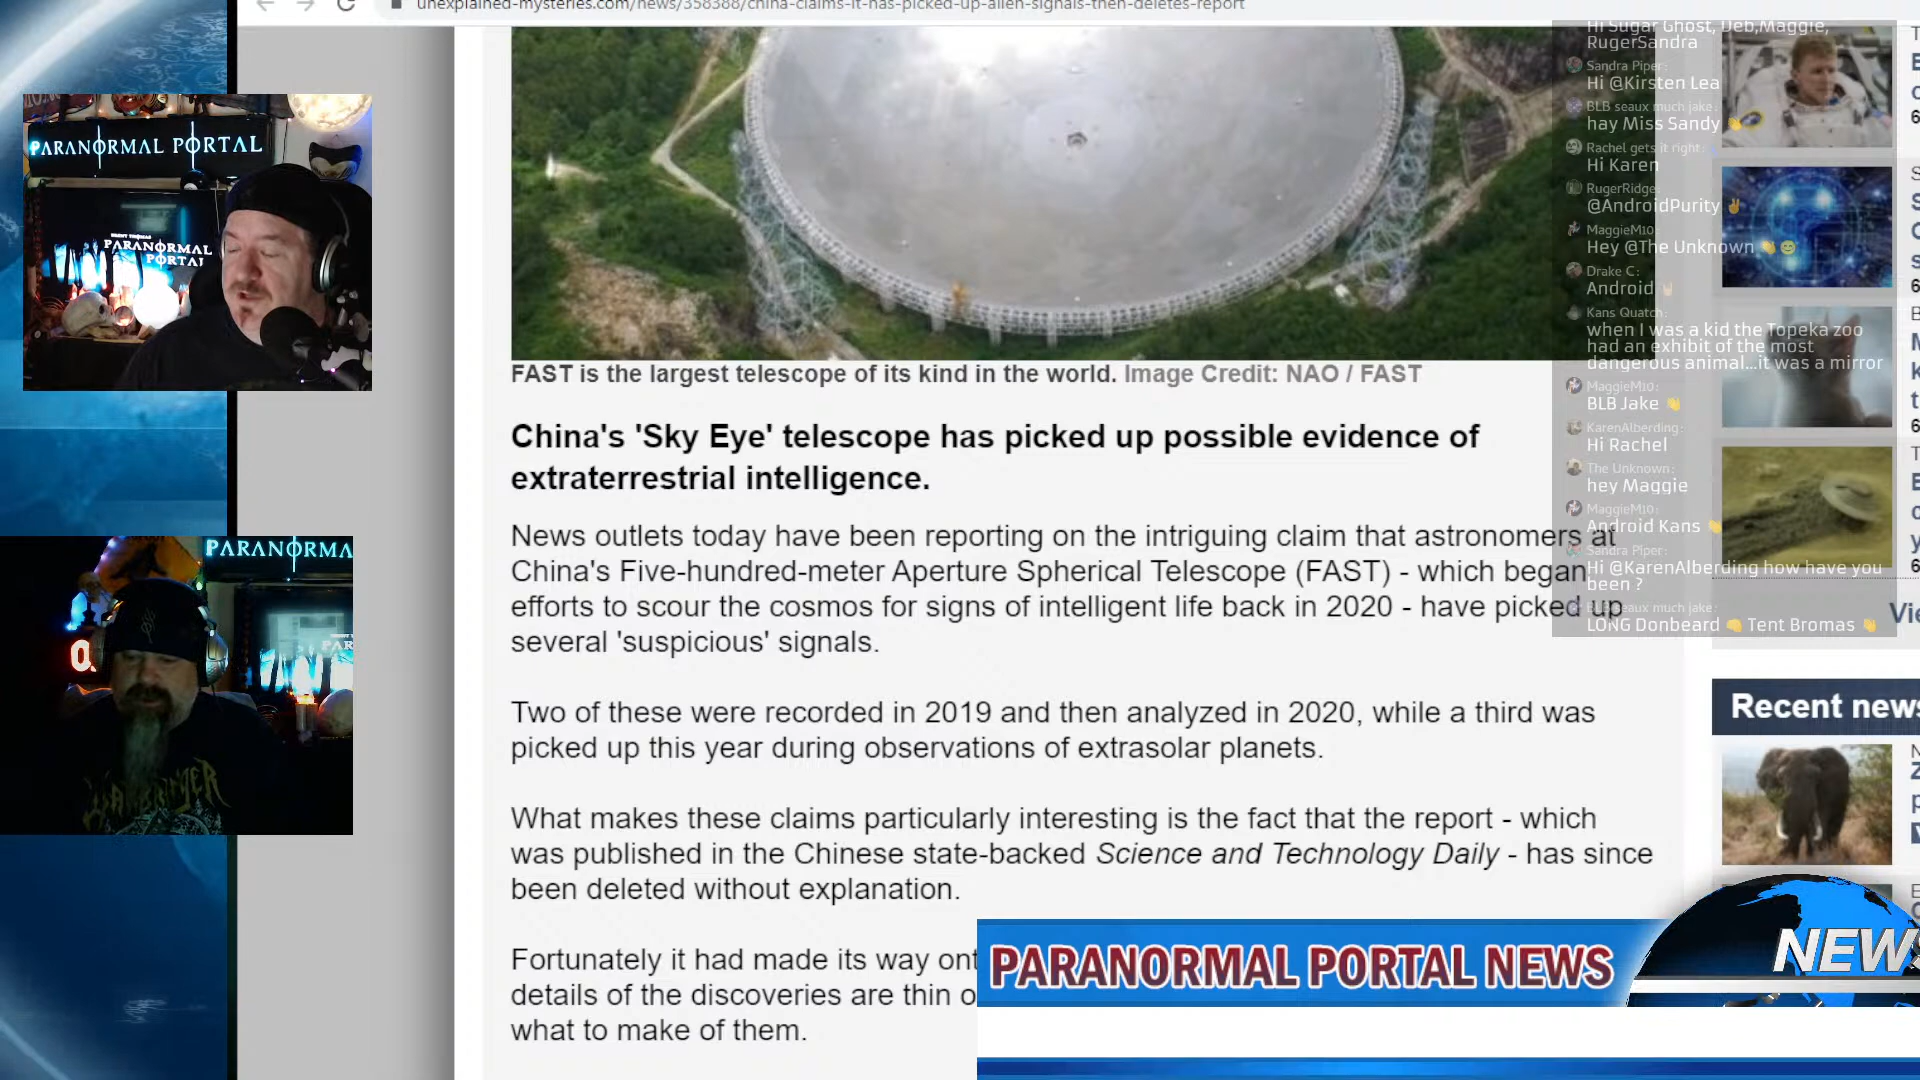 unexplained-mysteries.com/news/358388/china-claims-it-has-picked-up-alien-signals-then-deletes-report
PARANORMAL PORTAL
PARANORMAL
PORTAL
PARANORMA
FAST is the largest telescope of its kind in the world. Image Credit: NAO / FAST
China's 'Sky Eye' telescope has picked up possible evidence of
extraterrestrial intelligence.
News outlets today have been reporting on the intriguing claim that astronomers at
China's Five-hundred-meter Aperture Spherical Telescope (FAST) - which began
efforts to scour the cosmos for signs of intelligent life back in 2020 - have picked up
several 'suspicious' signals.
Two of these were recorded in 2019 and then analyzed in 2020, while a third was
picked up this year during observations of extrasolar planets.
What makes these claims particularly interesting is the fact that the report - which
was published in the Chinese state-backed Science and Technology Daily - has since
been deleted without explanation.
Fortunately it had made its way ont
details of the discoveries are thin o
what to make of them.
Hi Sugar Ghost, Deb,Maggie,
RugerSandra
Sandra Piper:
Hi @Kirsten Lea
BLB seaux much jake:
hay Miss Sandy 👏
Rachel gets it right:
Hi Karen
RugerRidge:
@AndroidPurity ✌
MaggieM10:
Hey @The Unknown 👏😊
Drake C:
Android 🤘
Kans Quatch:
when I was a kid the Topeka zoo
had an exhibit of the most
dangerous animal...it was a mirror
MaggieM10:
BLB Jake 👏
KarenAlberding:
Hi Rachel
The Unknown:
hey Maggie
MaggieM10:
Android Kans 👏
Sandra Piper:
Hi @KarenAlberding how have you
been ?
BLB seaux much jake:
LONG Donbeard 👊 Tent Bromas 👏
Vie
Recent news
PARANORMAL PORTAL NEWS
NEWS